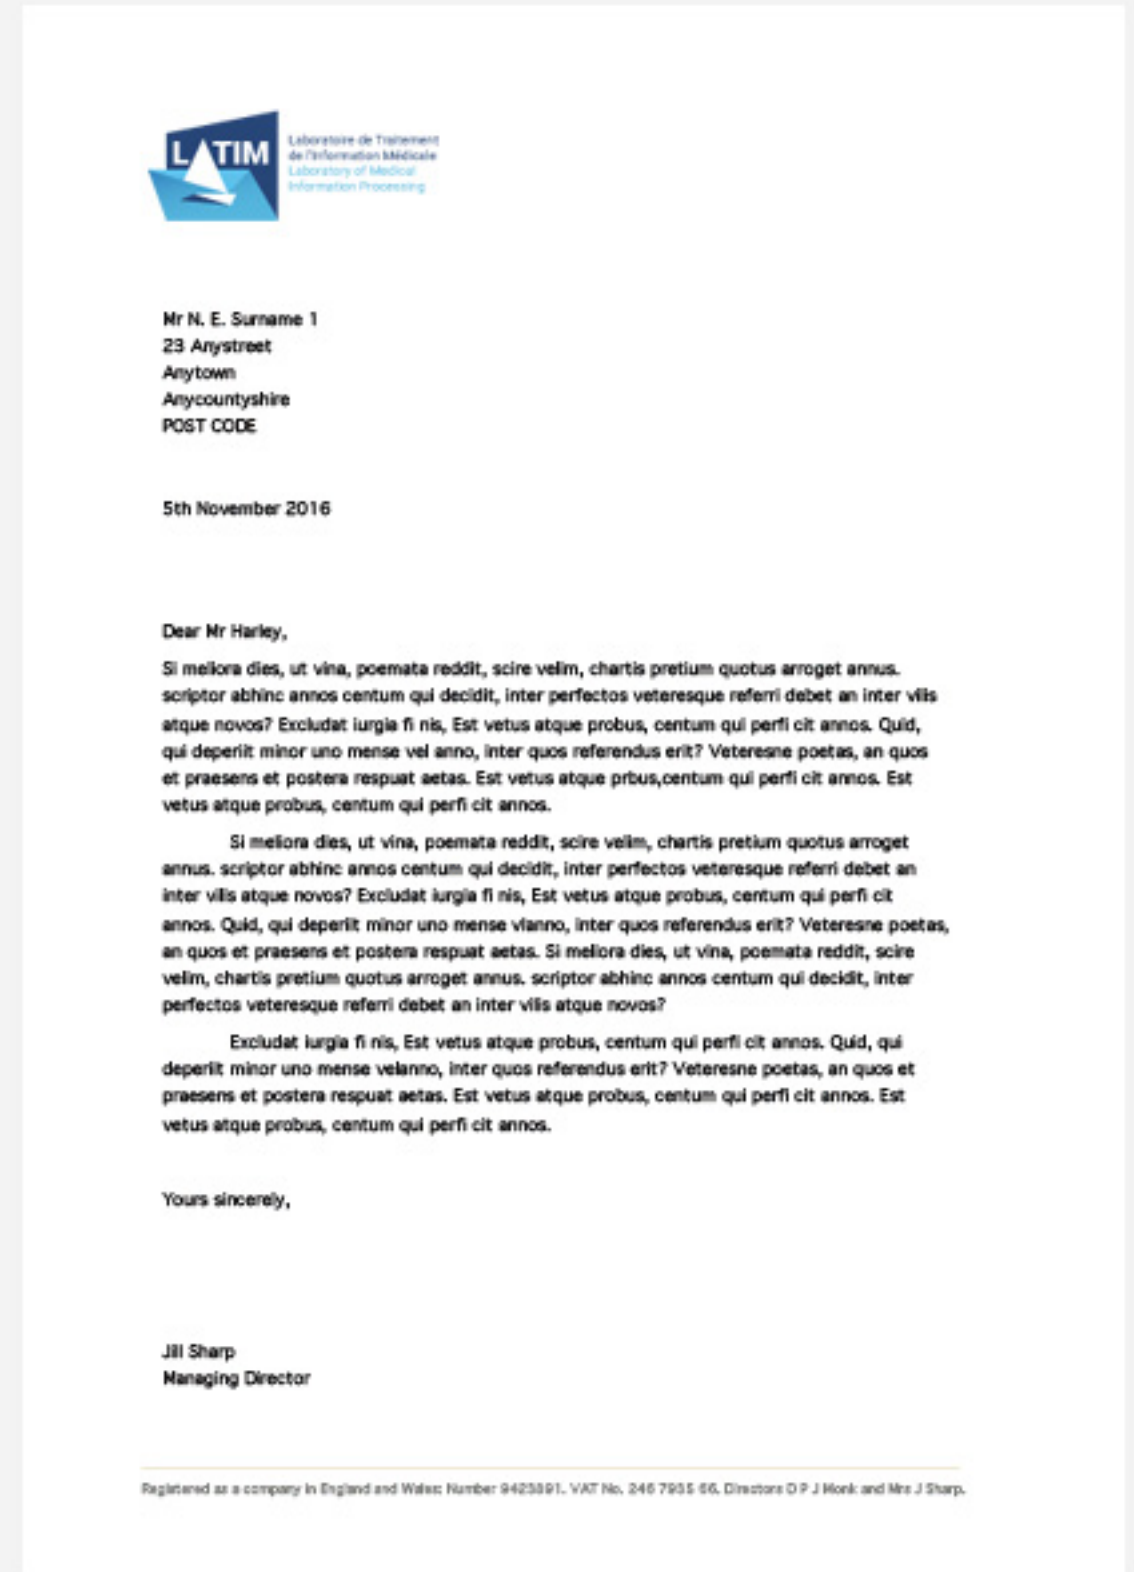 LATIM
Laboratoire de Traitement
de l'Information Médicale
Laboratory of Medical
Information Processing
Mr N. E. Surname 1
23 Anystreet
Anytown
Anycountyshire
POST CODE
5th November 2016
Dear Mr Harley,
Si meliora dies, ut vina, poemata reddit, scire velim, chartis pretium quotus arroget annus.
scriptor abhinc annos centum qui decidit, inter perfectos veteresque referri debet an inter vilis
atque novos? Excludat iurgia fi nis, Est vetus atque probus, centum qui perfi cit annos. Quid,
qui deperiit minor uno mense vel anno, inter quos referendus erit? Veteresne poetas, an quos
et praesens et postera respuat aetas. Est vetus atque prbus,centum qui perfi cit annos. Est
vetus atque probus, centum qui perfi cit annos.
Si meliora dies, ut vina, poemata reddit, scire velim, chartis pretium quotus arroget
annus. scriptor abhinc annos centum qui decidit, inter perfectos veteresque referri debet an
inter vilis atque novos? Excludat iurgia fi nis, Est vetus atque probus, centum qui perfi cit
annos. Quid, qui deperiit minor uno mense vlanno, inter quos referendus erit? Veteresne poetas,
an quos et praesens et postera respuat aetas. Si meliora dies, ut vina, poemata reddit, scire
velim, chartis pretium quotus arroget annus. scriptor abhinc annos centum qui decidit, inter
perfectos veteresque referri debet an inter vilis atque novos?
Excludat iurgia fi nis, Est vetus atque probus, centum qui perfi cit annos. Quid, qui
deperiit minor uno mense velanno, inter quos referendus erit? Veteresne poetas, an quos et
praesens et postera respuat aetas. Est vetus atque probus, centum qui perfi cit annos. Est
vetus atque probus, centum qui perfi cit annos.
Yours sincerely,
Jill Sharp
Managing Director
Registered as a company in England and Wales: Number 9423891. VAT No. 246 7935 66. Directors D P J Monk and Mrs J Sharp.